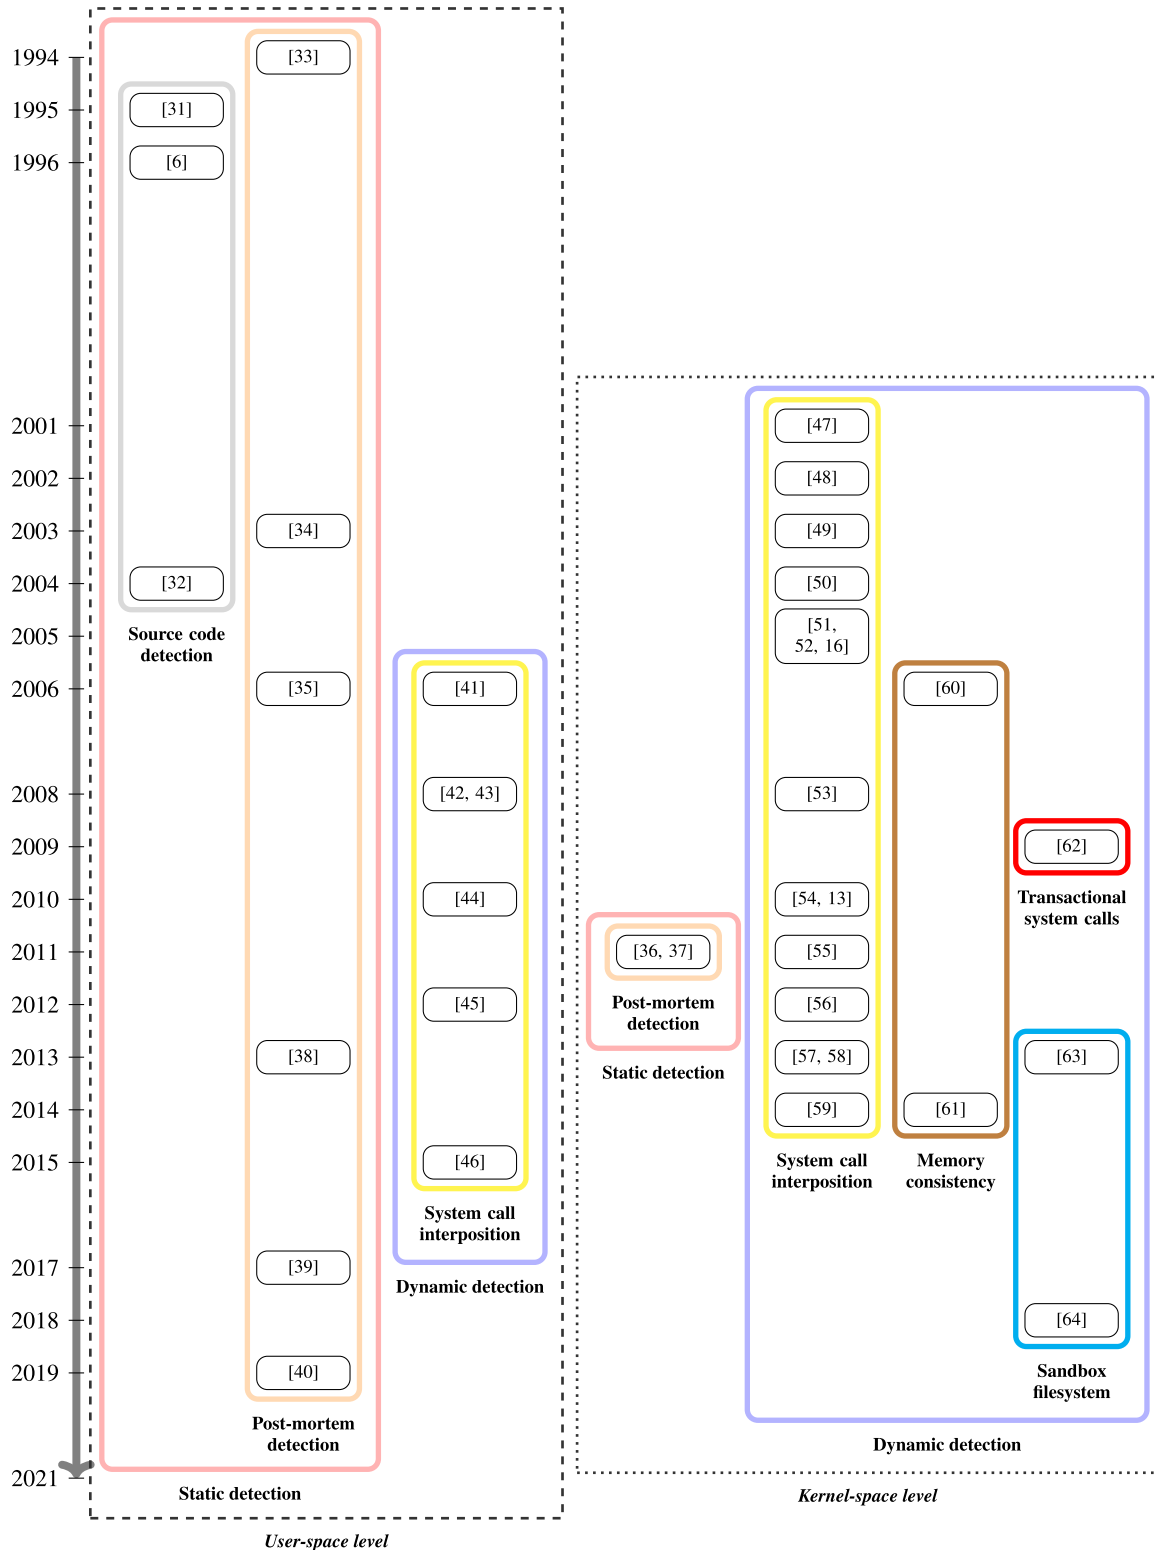 1994
[33]
1995
[31]
1996
[6]
2001
[47]
2002
[48]
2003
[34]
[49]
2004
[32]
[50]
2005
Source code
detection
[51,
52, 16]
2006
[35]
[41]
[60]
2008
[42, 43]
[53]
2009
[62]
2010
[44]
[54, 13]
Transactional
system calls
2011
[36, 37]
[55]
2012
[45]
Post-mortem
detection
[56]
2013
[38]
Static detection
[57, 58]
[63]
2014
[59]
[61]
2015
[46]
System call
interposition
Memory
consistency
System call
interposition
2017
[39]
Dynamic detection
2018
[64]
2019
[40]
Sandbox
filesystem
Post-mortem
detection
Dynamic detection
2021
Static detection
Kernel-space level
User-space level